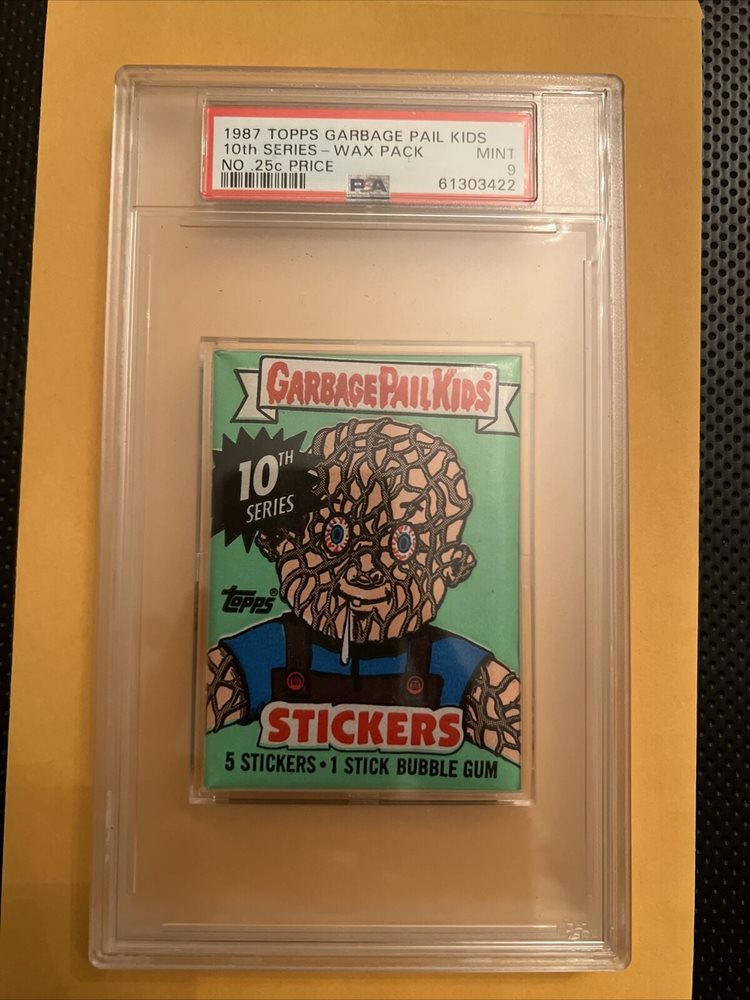 1987 TOPPS GARBAGE PAIL KIDS
10th SERIES - WAX PACK MINT
NO .25c PRICE 9
PSA 61303422
GARBAGE PAIL KIDS
10TH
SERIES
topps®
STICKERS
5 STICKERS • 1 STICK BUBBLE GUM